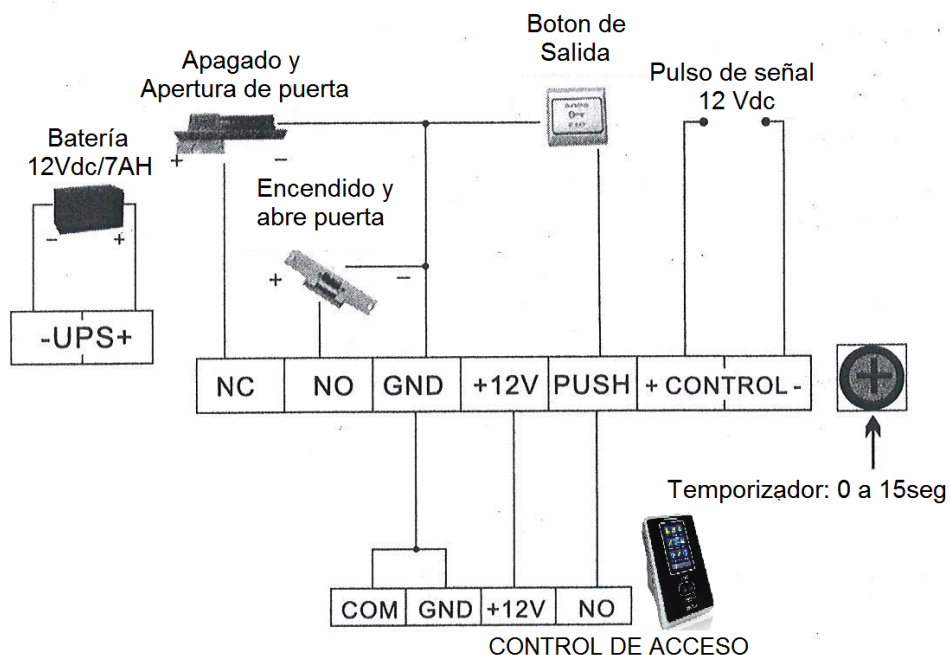 Boton de
Salida
Apagado y
Apertura de puerta
Pulso de señal
12 Vdc
Batería
12Vdc/7AH
+
-
Encendido y
abre puerta
-
+
+
-
-UPS+
NC
NO
GND
+12V
PUSH
+ CONTROL -
Temporizador: 0 a 15seg
COM
GND
+12V
NO
CONTROL DE ACCESO